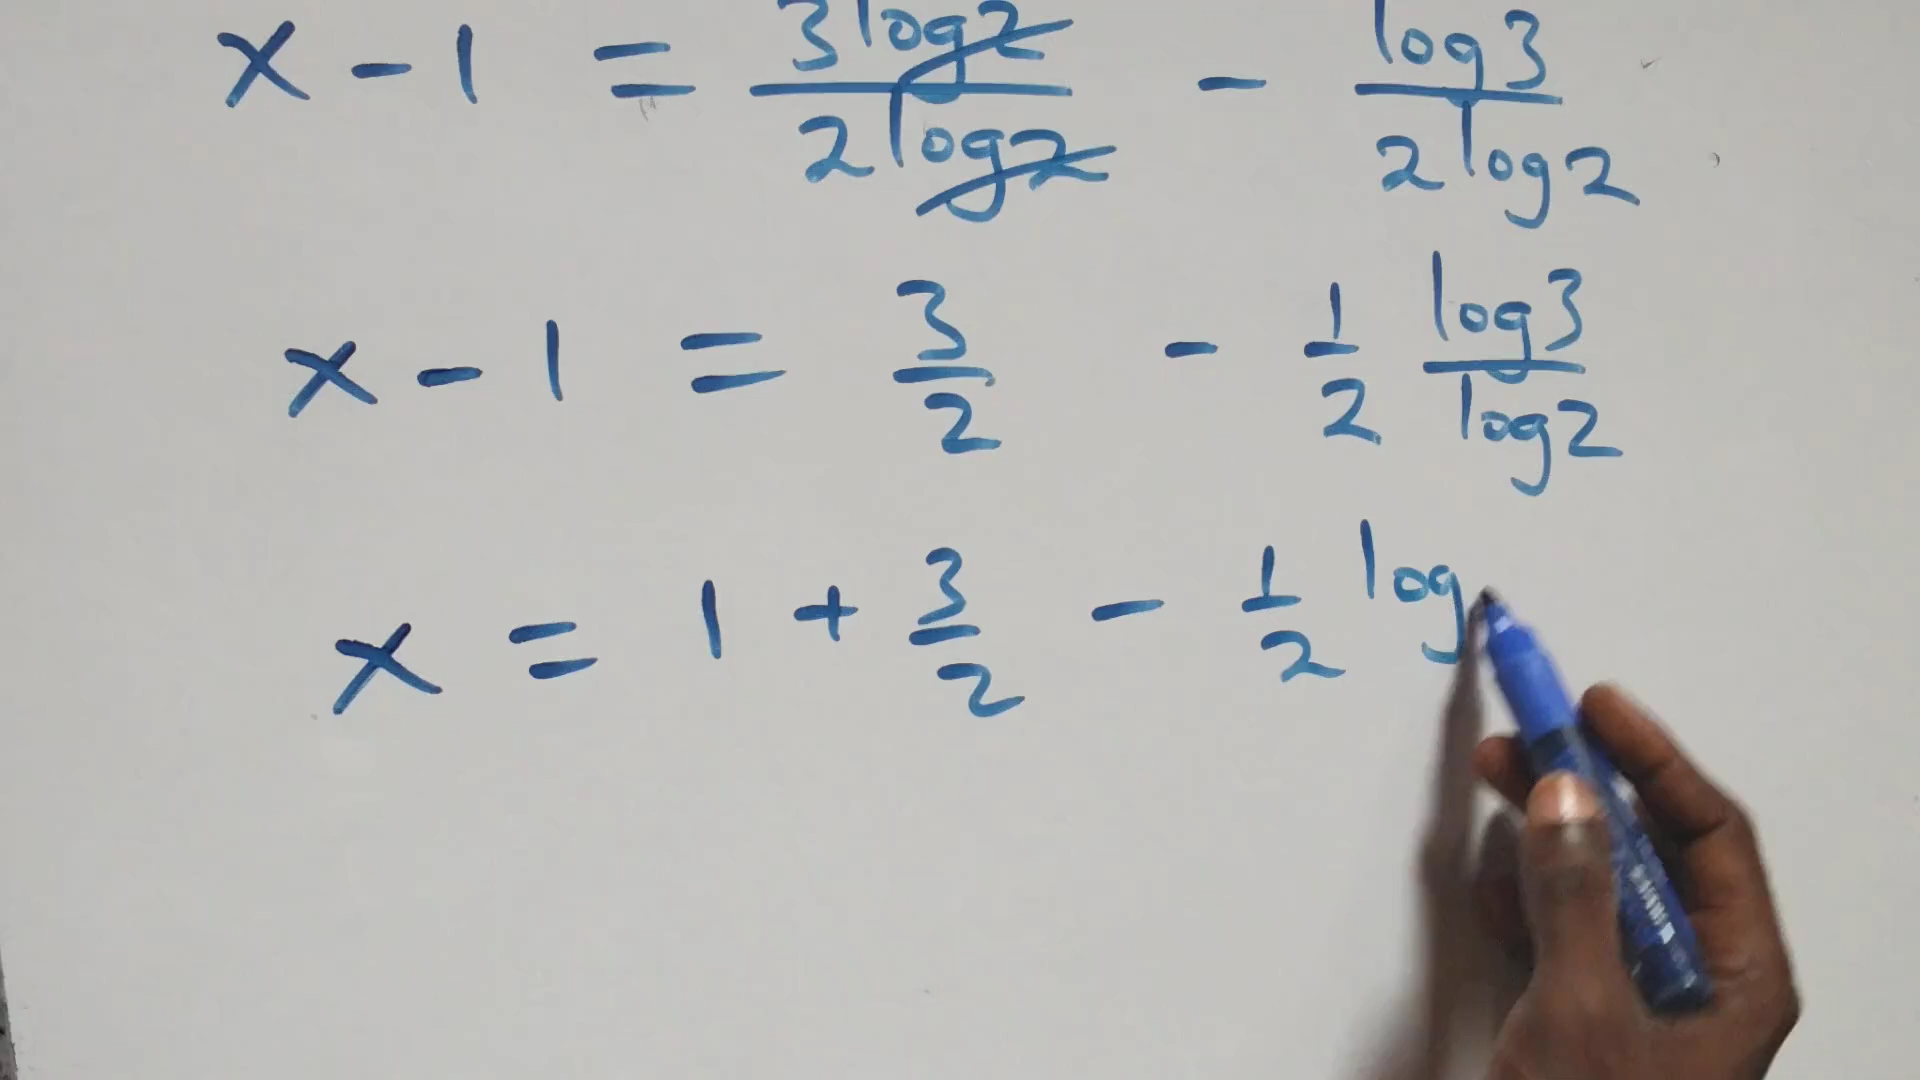 x - 1 = 3log2/2log2 - log3/2log2
x - 1 = 3/2 - 1/2 log3/log2
x = 1 + 3/2 - 1/2 log